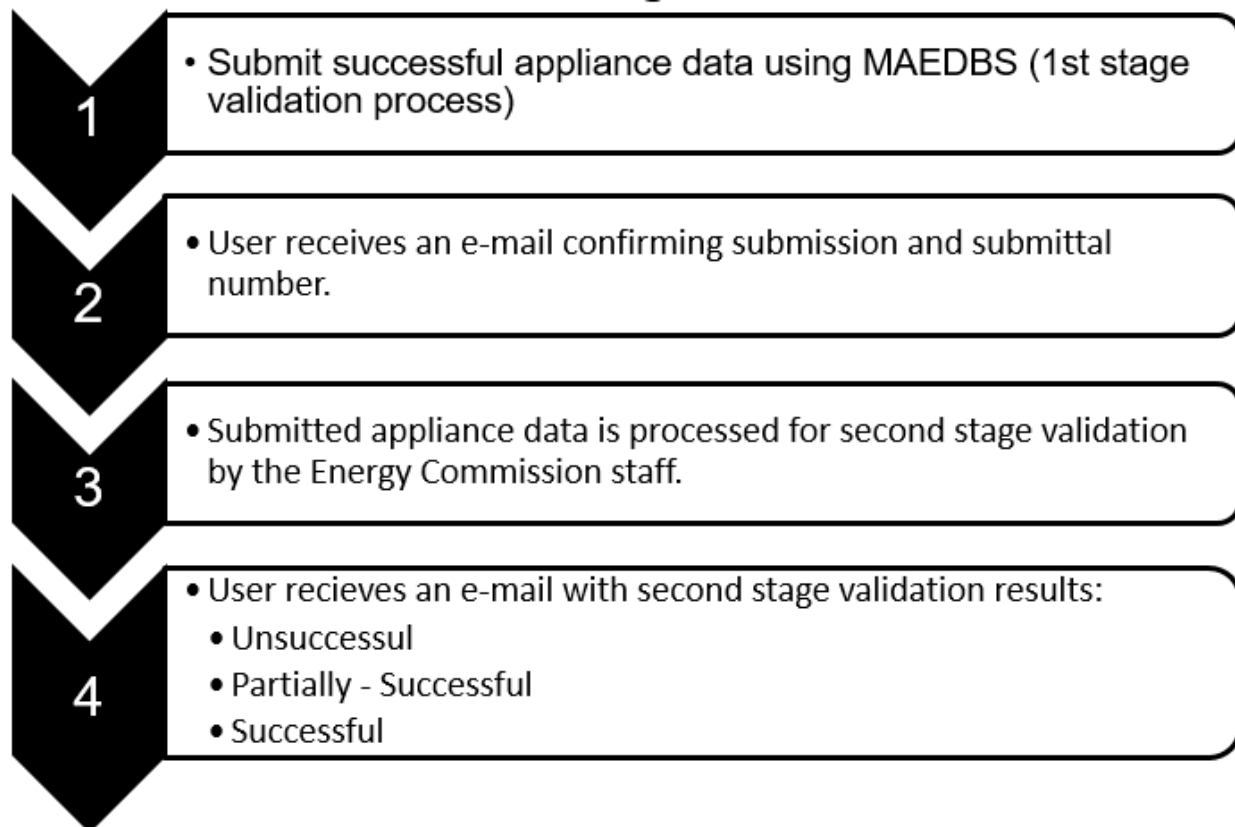 1
• Submit successful appliance data using MAEDBS (1st stage
validation process)
2
• User receives an e-mail confirming submission and submittal
number.
3
• Submitted appliance data is processed for second stage validation
by the Energy Commission staff.
4
• User recieves an e-mail with second stage validation results:
• Unsuccessul
• Partially - Successful
• Successful